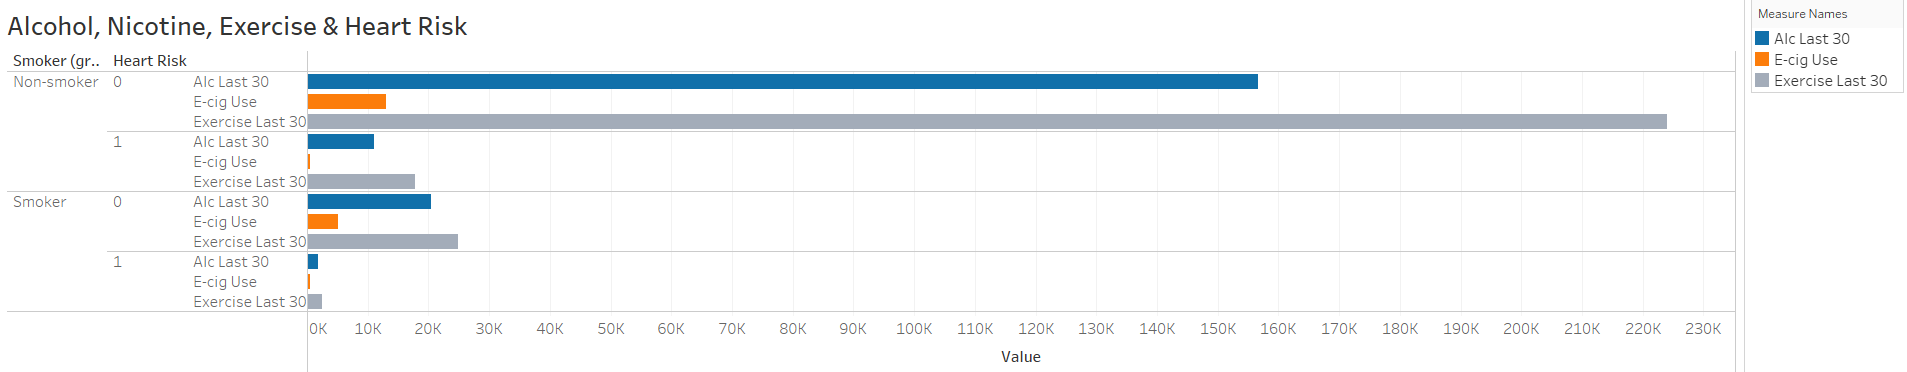 Alcohol, Nicotine, Exercise & Heart Risk
Smoker (gr.. Heart Risk
Non-smoker 0 Alc Last 30
E-cig Use
Exercise Last 30
1 Alc Last 30
E-cig Use
Exercise Last 30
Smoker 0 Alc Last 30
E-cig Use
Exercise Last 30
1 Alc Last 30
E-cig Use
Exercise Last 30
0K 10K 20K 30K 40K 50K 60K 70K 80K 90K 100K 110K 120K 130K 140K 150K 160K 170K 180K 190K 200K 210K 220K 230K
Value
Measure Names
Alc Last 30
E-cig Use
Exercise Last 30